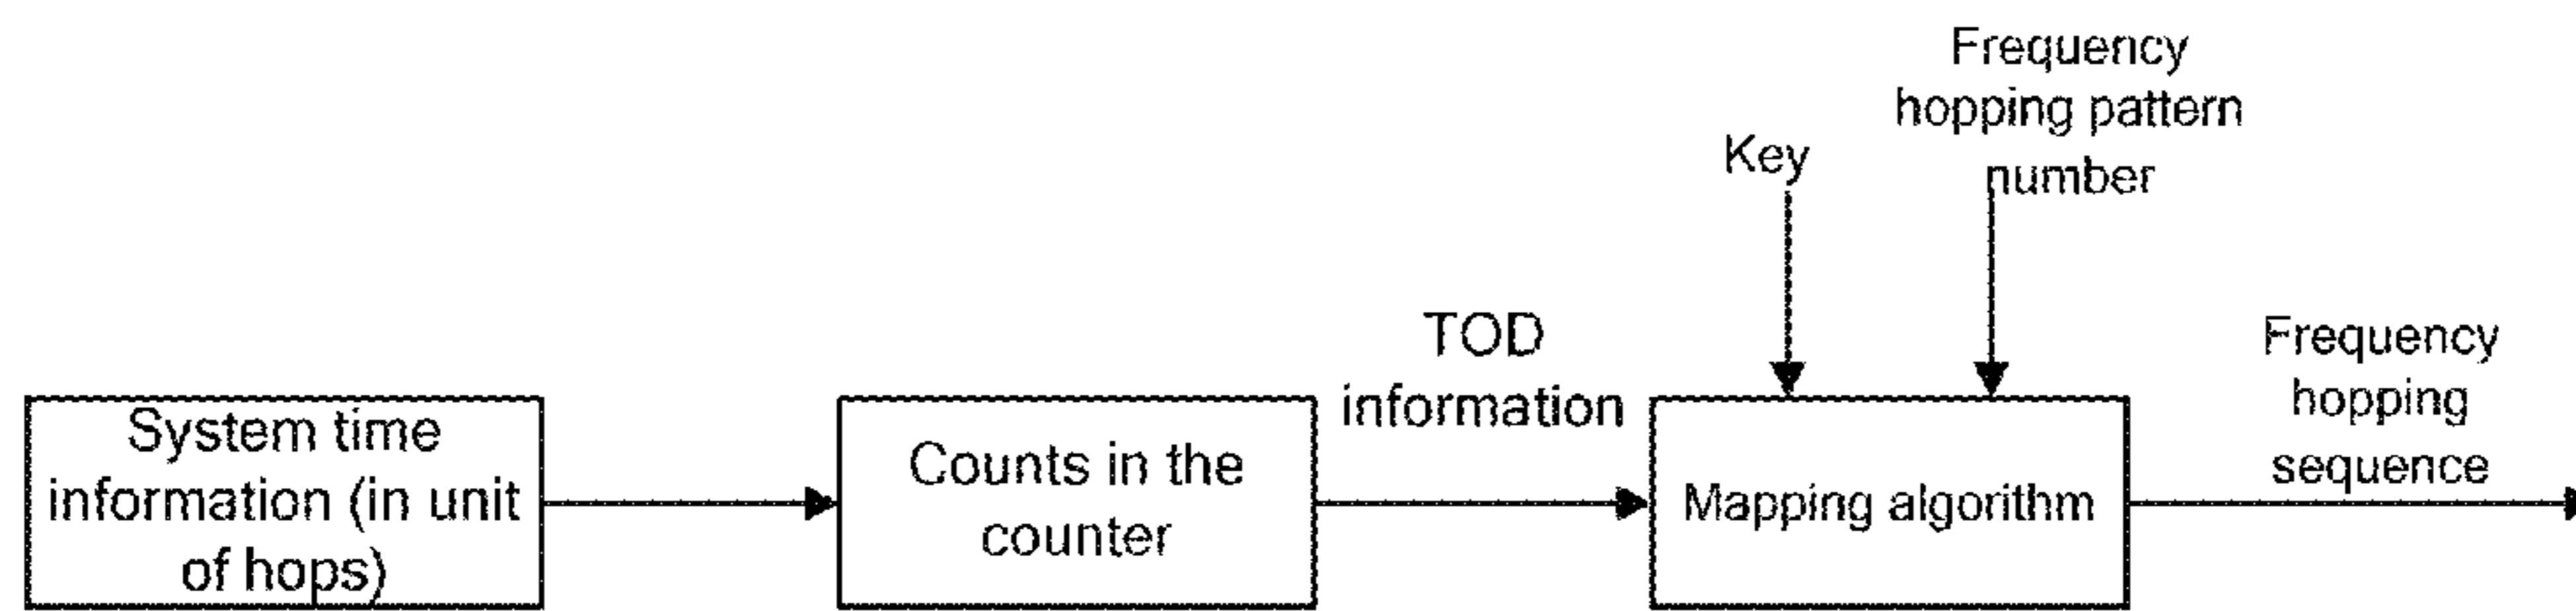 Frequency
hopping pattern
number
Key
TOD
information
Frequency
hopping
sequence
System time
information (in unit
of hops)
Counts in the
counter
Mapping algorithm